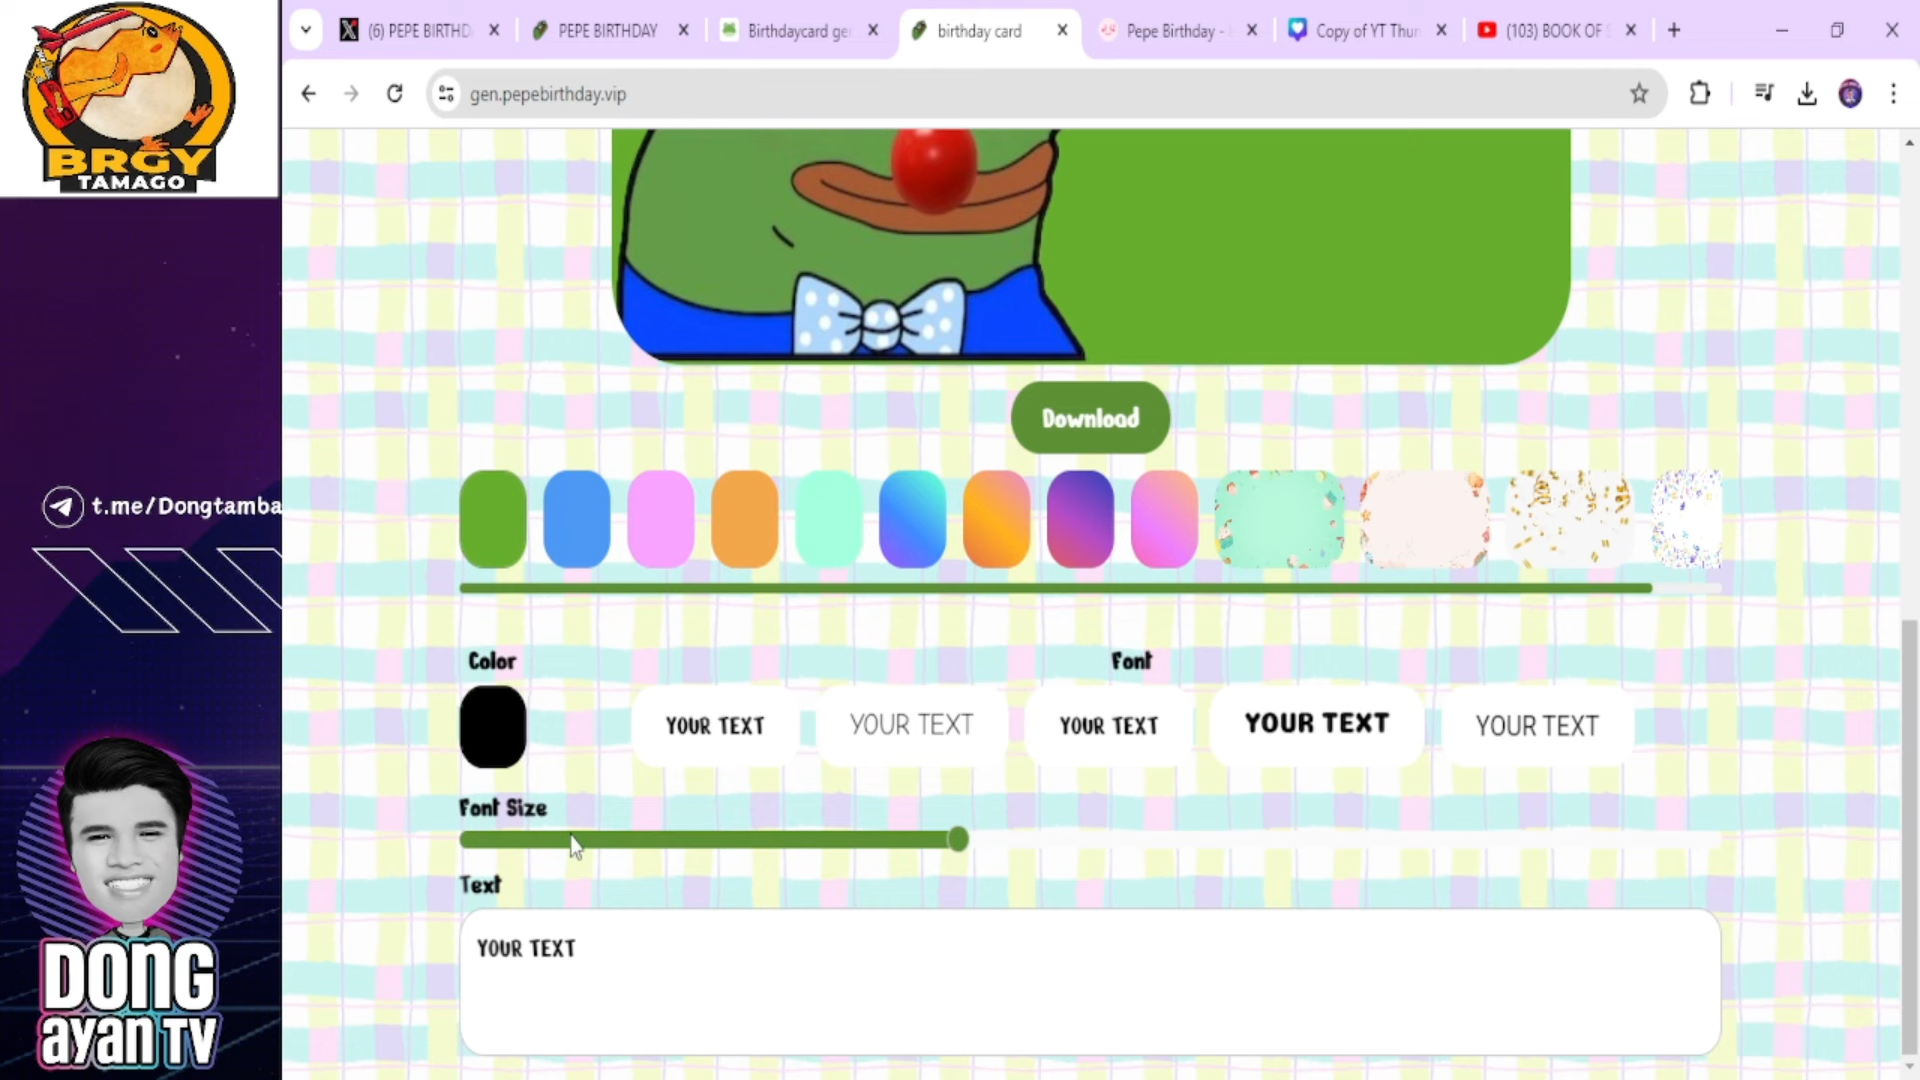 BRGY
TAMAGO
(6) PEPE BIRTHD
PEPE BIRTHDAY
Birthdaycard ge
birthday card
Pepe Birthday -
Copy of YT Thur
(103) BOOK OF
gen.pepebirthday.vip
Download
t.me/Dongtamba
Color
Font
YOUR TEXT
YOUR TEXT
YOUR TEXT
YOUR TEXT
YOUR TEXT
Font Size
Text
YOUR TEXT
DONG
ayan TV